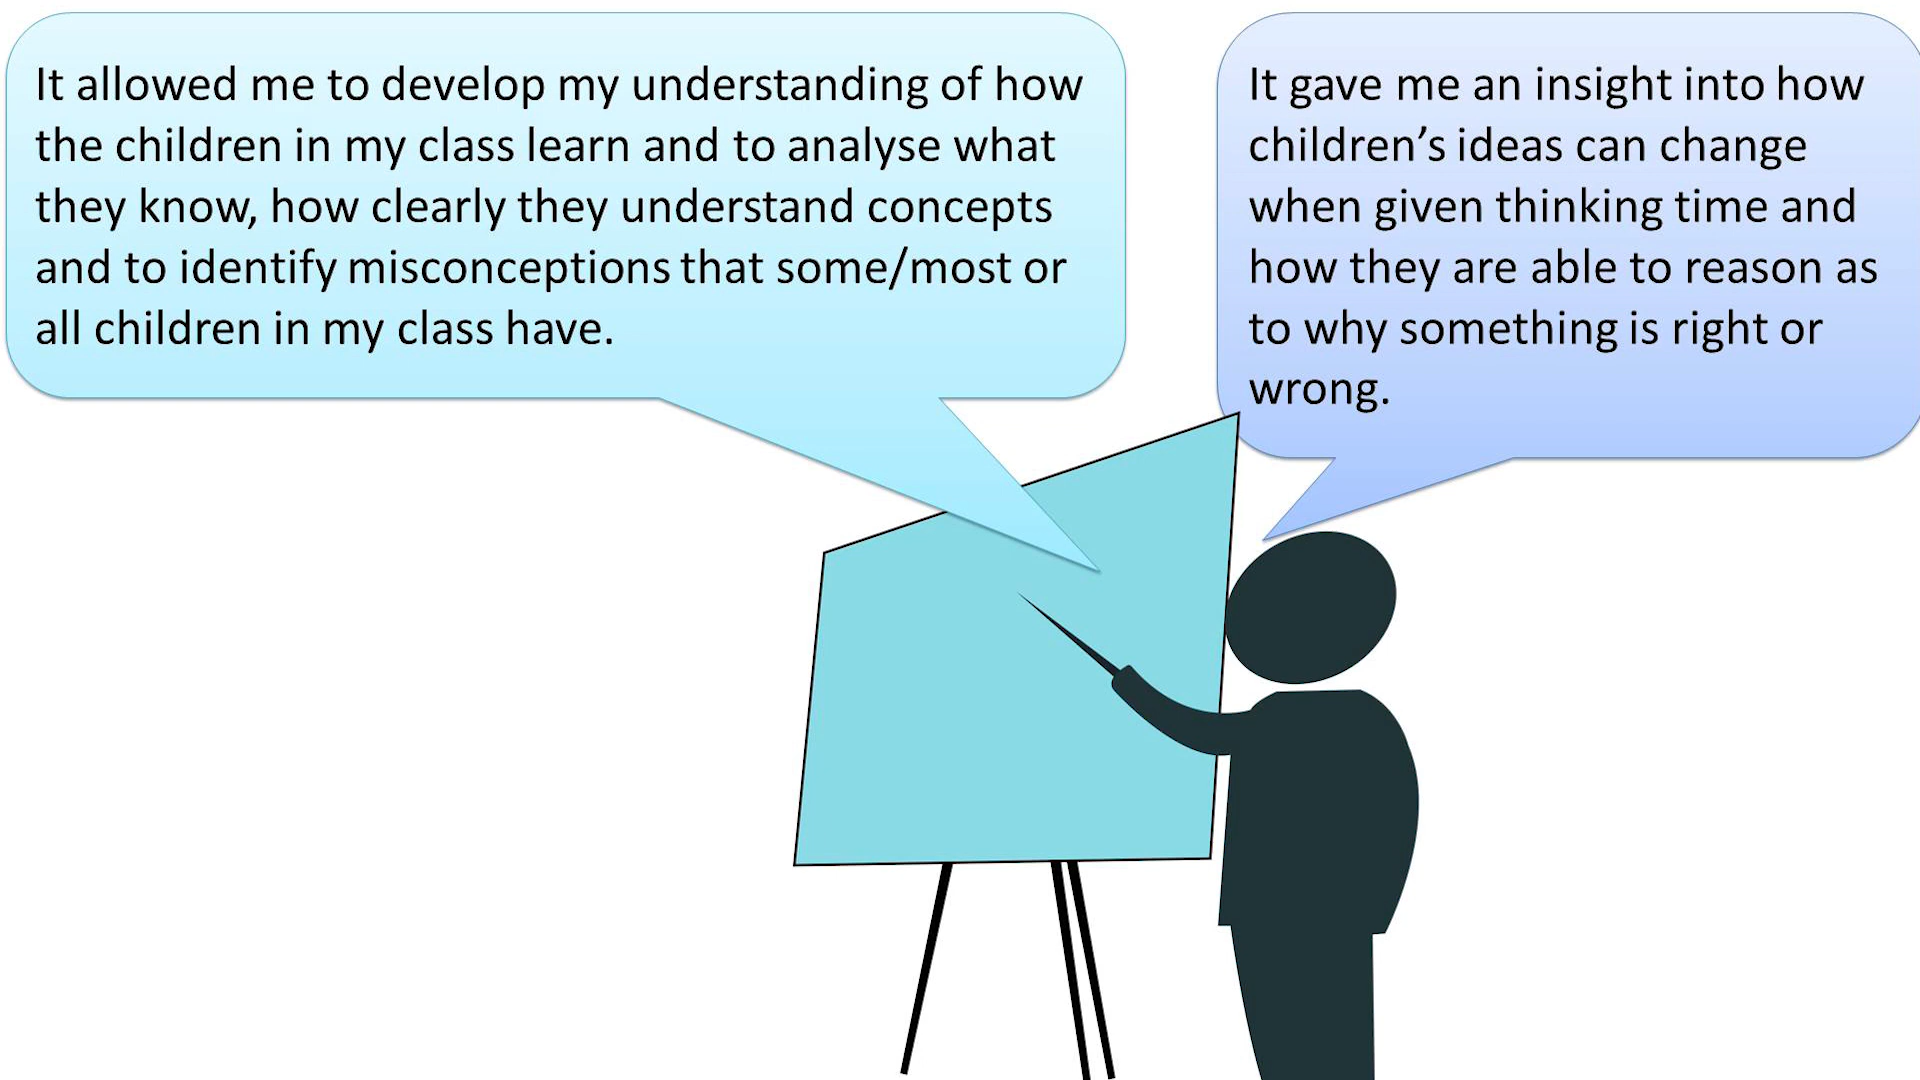 It allowed me to develop my understanding of how
the children in my class learn and to analyse what
they know, how clearly they understand concepts
and to identify misconceptions that some/most or
all children in my class have.
It gave me an insight into how
children’s ideas can change
when given thinking time and
how they are able to reason as
to why something is right or
wrong.